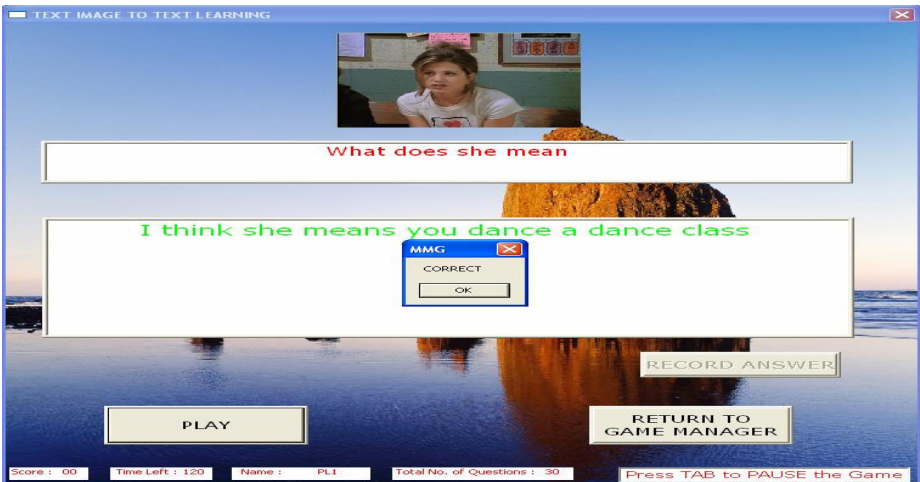 TEXT IMAGE TO TEXT LEARNING
What does she mean
I think she means you dance a dance class
MMG
CORRECT
OK
RECORD ANSWER
PLAY
RETURN TO
GAME MANAGER
Score : 00
Time Left : 120
Name : PL1
Total No. of Questions : 30
Press TAB to PAUSE the Game